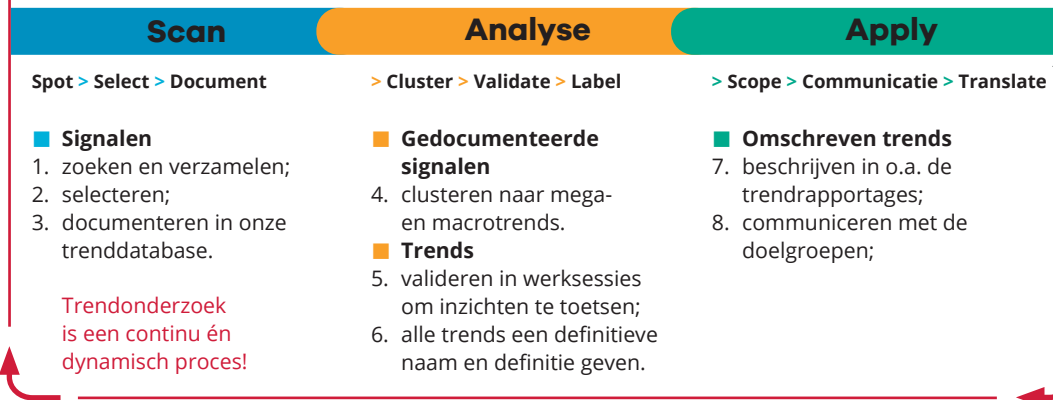 Scan
Spot > Select > Document
Signalen
1. zoeken en verzamelen;
2. selecteren;
3. documenteren in onze
trenddatabase.
Trendonderzoek
is een continu én
dynamisch proces!
Analyse
> Cluster > Validate > Label
Gedocumenteerde
signalen
4. clusteren naar mega-
en macrotrends.
Trends
5. valideren in werksessies
om inzichten te toetsen;
6. alle trends een definitieve
naam en definitie geven.
Apply
> Scope > Communicatie > Translate
Omschreven trends
7. beschrijven in o.a. de
trendrapportages;
8. communiceren met de
doelgroepen;